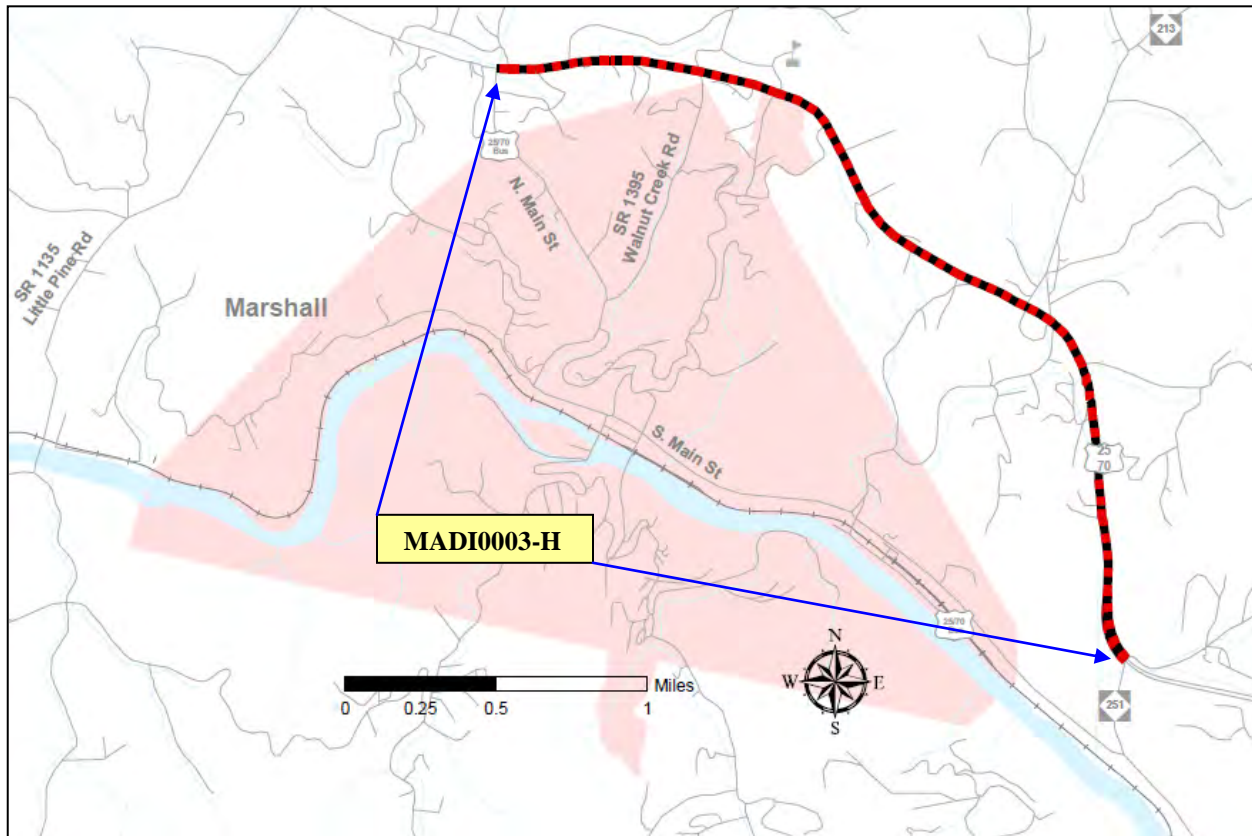 213
25/70
Bus
N. Main St
SR 1395
Walnut Creek Rd
SR 1135
Little Pine Rd
Marshall
S. Main St
25
70
MADI0003-H
25/70
N
W
E
S
Miles
0
0.25
0.5
1
251